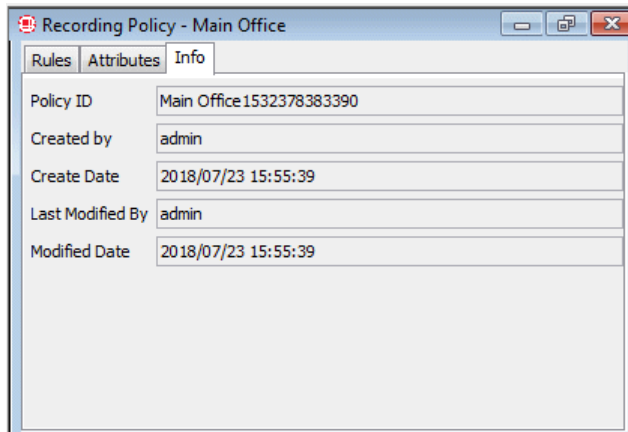 Recording Policy - Main Office
Rules Attributes Info
Policy ID Main Office1532378383390
Created by admin
Create Date 2018/07/23 15:55:39
Last Modified By admin
Modified Date 2018/07/23 15:55:39